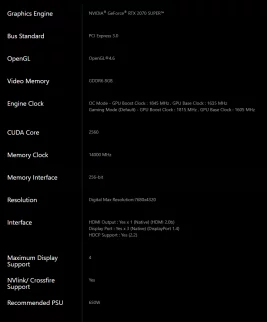 Graphics Engine NVIDIA® GeForce® RTX 2070 SUPER™
Bus Standard PCI Express 3.0
OpenGL OpenGL®4.6
Video Memory GDDR6 8GB
Engine Clock OC Mode - GPU Boost Clock : 1845 MHz , GPU Base Clock : 1635 MHz
Gaming Mode (Default) - GPU Boost Clock : 1815 MHz , GPU Base Clock : 1605 MHz
CUDA Core 2560
Memory Clock 14000 MHz
Memory Interface 256-bit
Resolution Digital Max Resolution:7680x4320
Interface HDMI Output : Yes x 1 (Native) (HDMI 2.0b)
Display Port : Yes x 3 (Native) (DisplayPort 1.4)
HDCP Support : Yes (2.2)
Maximum Display 4
Support
NVlink/ Crossfire Yes
Support
Recommended PSU 650W